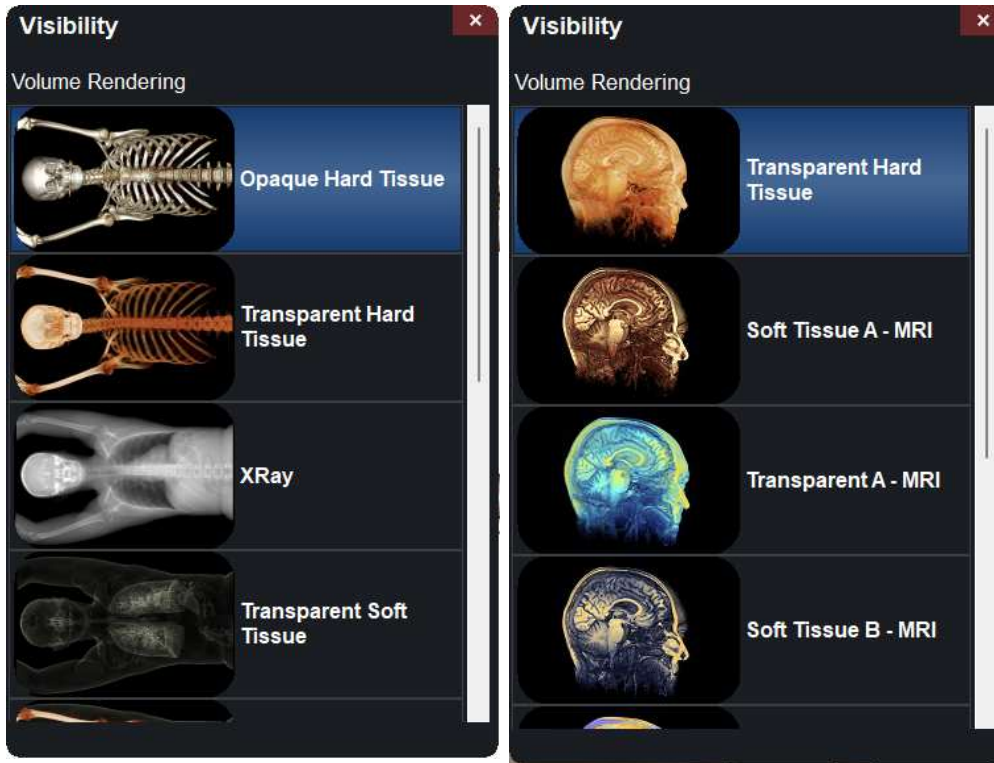 Visibility
×
Volume Rendering
Opaque Hard Tissue
Transparent Hard
Tissue
XRay
Transparent Soft
Tissue
Visibility
×
Volume Rendering
Transparent Hard
Tissue
Soft Tissue A - MRI
Transparent A - MRI
Soft Tissue B - MRI